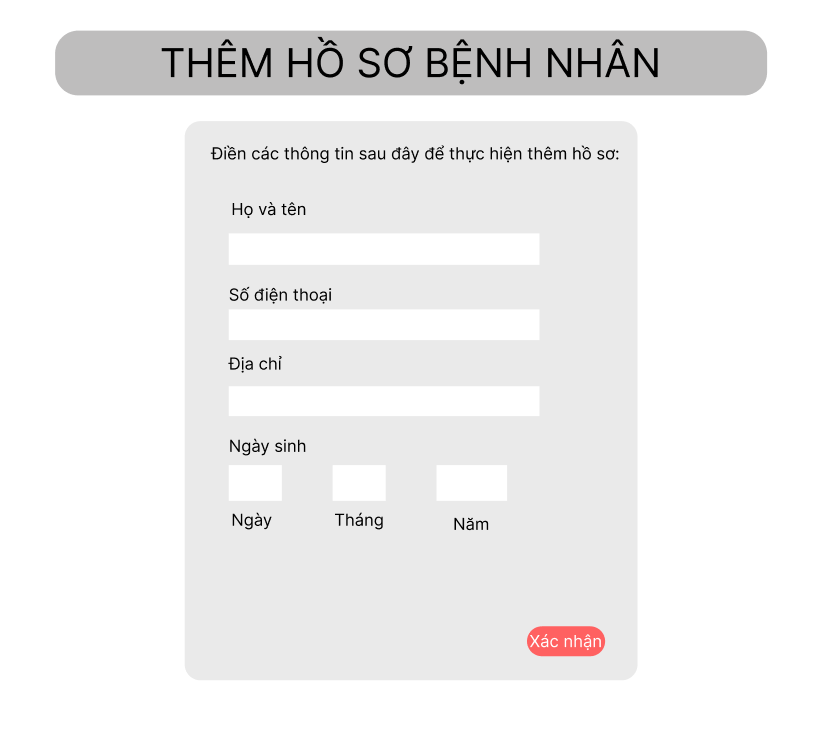 THÊM HỒ SƠ BỆNH NHÂN
Điền các thông tin sau đây để thực hiện thêm hồ sơ:
Họ và tên
Số điện thoại
Địa chỉ
Ngày sinh
Ngày Tháng Năm
Xác nhận